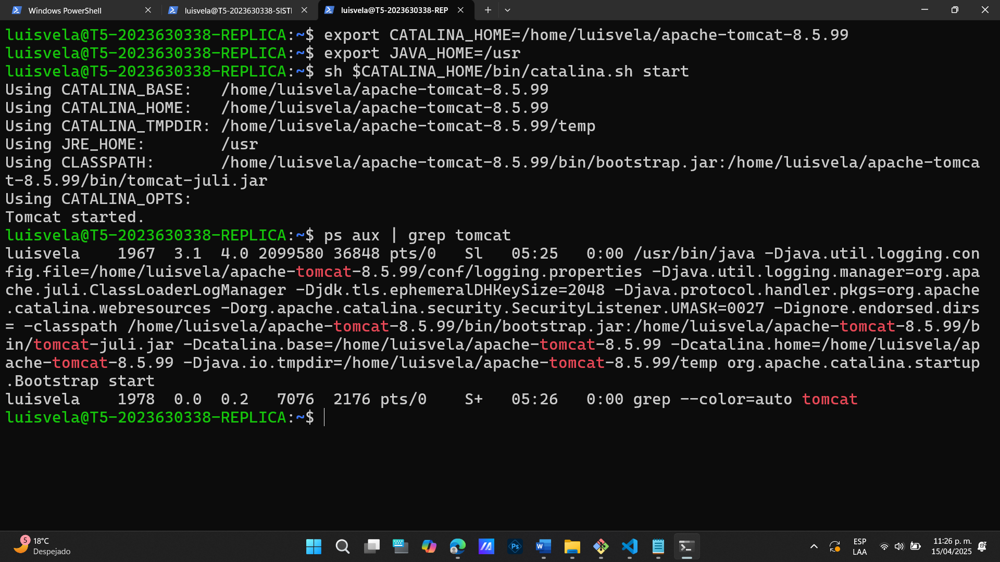 Windows PowerShell
luisvela@T5-2023630338-SISTI
luisvela@T5-2023630338-REP
luisvela@T5-2023630338-REPLICA:~$ export CATALINA_HOME=/home/luisvela/apache-tomcat-8.5.99
luisvela@T5-2023630338-REPLICA:~$ export JAVA_HOME=/usr
luisvela@T5-2023630338-REPLICA:~$ sh $CATALINA_HOME/bin/catalina.sh start
Using CATALINA_BASE:   /home/luisvela/apache-tomcat-8.5.99
Using CATALINA_HOME:   /home/luisvela/apache-tomcat-8.5.99
Using CATALINA_TMPDIR: /home/luisvela/apache-tomcat-8.5.99/temp
Using JRE_HOME:        /usr
Using CLASSPATH:       /home/luisvela/apache-tomcat-8.5.99/bin/bootstrap.jar:/home/luisvela/apache-tomca
t-8.5.99/bin/tomcat-juli.jar
Using CATALINA_OPTS:
Tomcat started.
luisvela@T5-2023630338-REPLICA:~$ ps aux | grep tomcat
luisvela    1967  3.1  4.0 2099580 36848 pts/0   Sl   05:25   0:00 /usr/bin/java -Djava.util.logging.con
fig.file=/home/luisvela/apache-tomcat-8.5.99/conf/logging.properties -Djava.util.logging.manager=org.apa
che.juli.ClassLoaderLogManager -Djdk.tls.ephemeralDHKeySize=2048 -Djava.protocol.handler.pkgs=org.apache
.catalina.webresources -Dorg.apache.catalina.security.SecurityListener.UMASK=0027 -Dignore.endorsed.dirs
= -classpath /home/luisvela/apache-tomcat-8.5.99/bin/bootstrap.jar:/home/luisvela/apache-tomcat-8.5.99/b
in/tomcat-juli.jar -Dcatalina.base=/home/luisvela/apache-tomcat-8.5.99 -Dcatalina.home=/home/luisvela/ap
ache-tomcat-8.5.99 -Djava.io.tmpdir=/home/luisvela/apache-tomcat-8.5.99/temp org.apache.catalina.startup
.Bootstrap start
luisvela    1978  0.0  0.2   7076  2176 pts/0    S+   05:26   0:00 grep --color=auto tomcat
luisvela@T5-2023630338-REPLICA:~$
5
18°C
Despejado
Ps
W
ESP
LAA
11:26 p. m.
15/04/2025